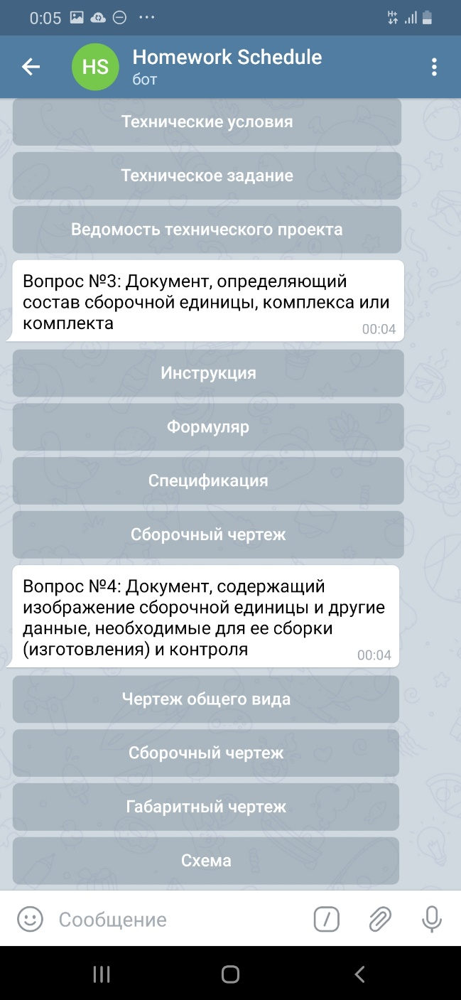 0:05
H+
HS
Homework Schedule
бот
Технические условия
Техническое задание
Ведомость технического проекта
Вопрос №3: Документ, определяющий
состав сборочной единицы, комплекса или
комплекта
00:04
Инструкция
Формуляр
Спецификация
Сборочный чертеж
Вопрос №4: Документ, содержащий
изображение сборочной единицы и другие
данные, необходимые для ее сборки
(изготовления) и контроля
00:04
Чертеж общего вида
Сборочный чертеж
Габаритный чертеж
Схема
Сообщение